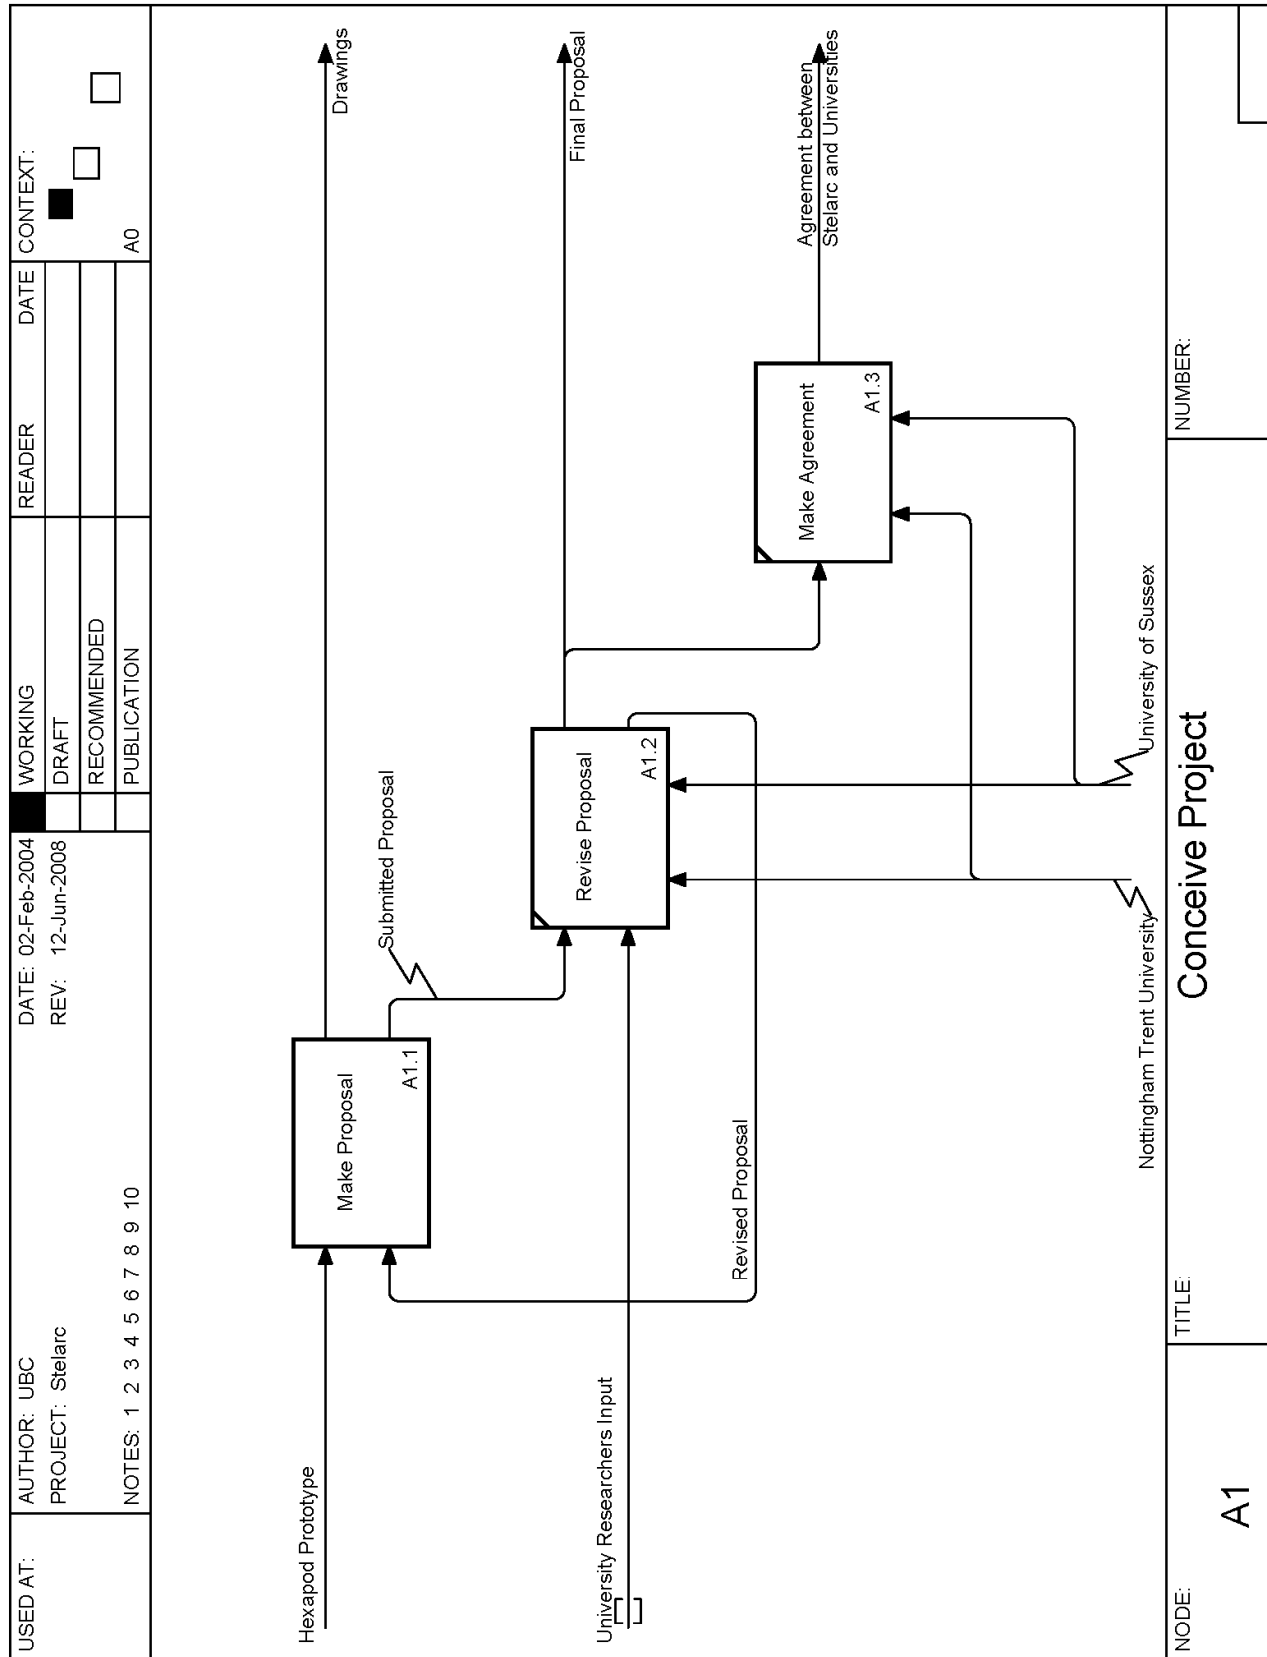 USED AT:
AUTHOR: UBC
PROJECT: Stelarc
NOTES: 1 2 3 4 5 6 7 8 9 10
DATE: 02-Feb-2004
REV: 12-Jun-2008
WORKING
DRAFT
RECOMMENDED
PUBLICATION
READER
DATE
CONTEXT:
A0
Hexapod Prototype
Make Proposal
A1.1
Drawings
Submitted Proposal
University Researchers Input
Revise Proposal
A1.2
Final Proposal
Revised Proposal
Make Agreement
A1.3
Agreement between
Stelarc and Universities
Nottingham Trent University
University of Sussex
NODE:
A1
TITLE:
Conceive Project
NUMBER: